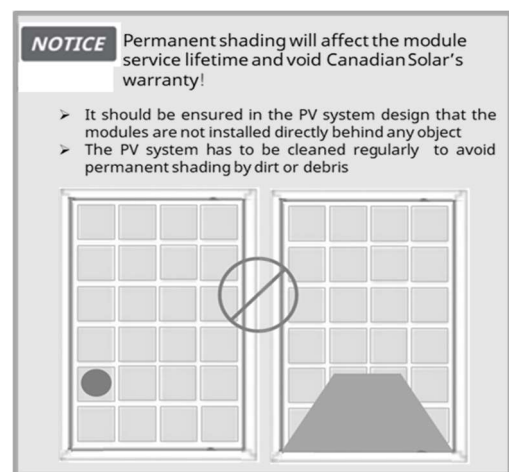 NOTICE
Permanent shading will affect the module
service lifetime and void Canadian Solar's
warranty!
➢ It should be ensured in the PV system design that the
modules are not installed directly behind any object
➢ The PV system has to be cleaned regularly to avoid
permanent shading by dirt or debris